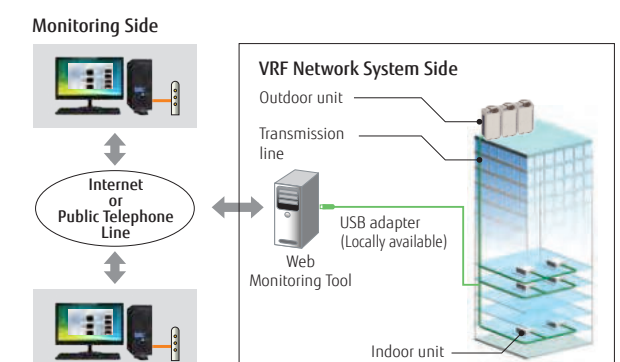 Monitoring Side
Internet
or
Public Telephone
Line
VRF Network System Side
Outdoor unit
Transmission
line
USB adapter
(Locally available)
Web
Monitoring Tool
Indoor unit